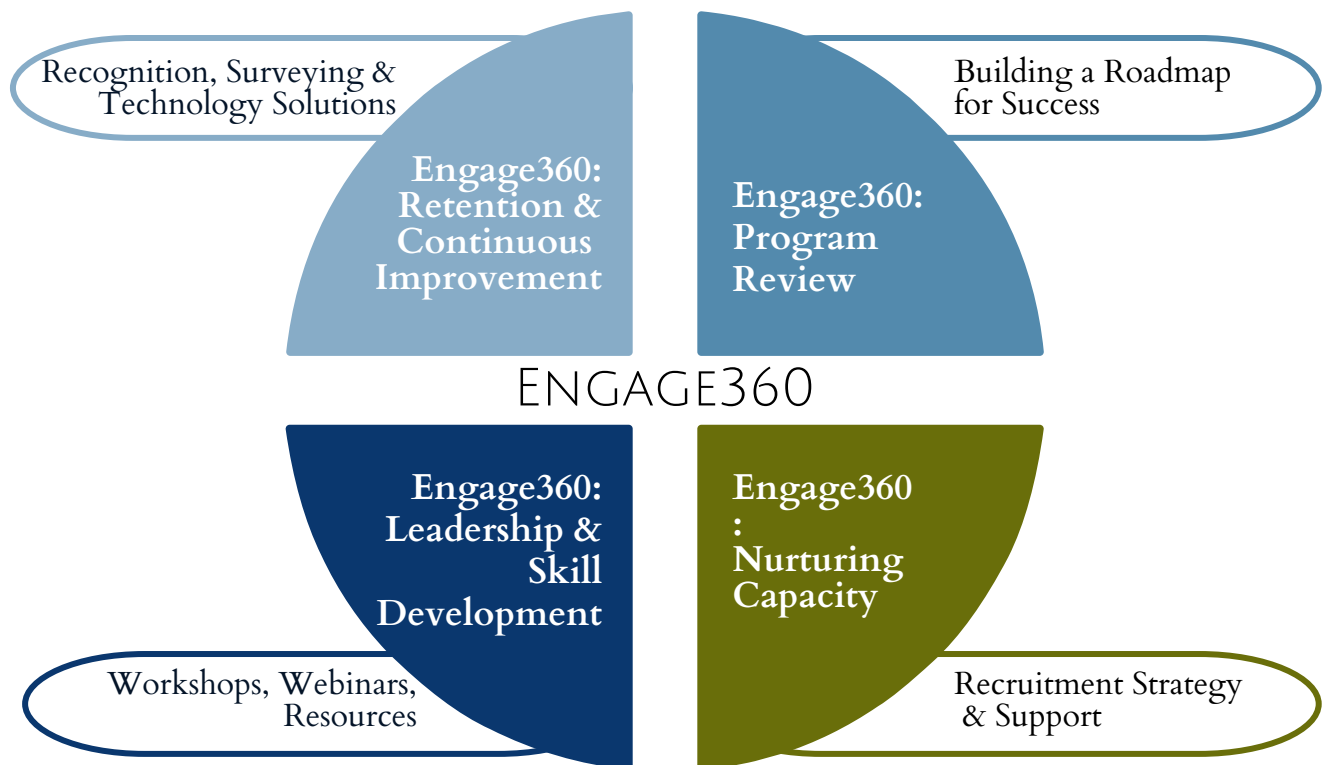 Recognition, Surveying &
Technology Solutions
Engage360:
Retention &
Continuous
Improvement
Building a Roadmap
for Success
Engage360:
Program
Review
ENGAGE360
Engage360:
Leadership &
Skill
Development
Workshops, Webinars,
Resources
Engage360
:
Nurturing
Capacity
Recruitment Strategy
& Support